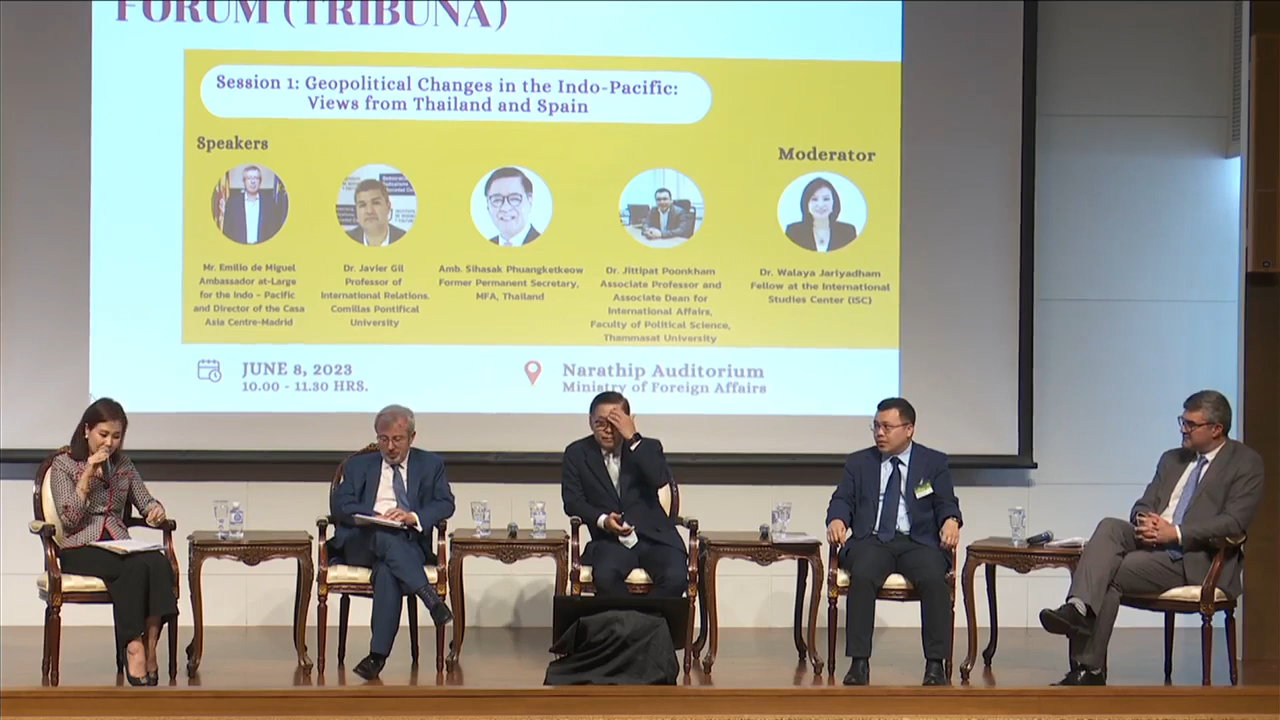 FORUM (TRIBUNA)
Session 1: Geopolitical Changes in the Indo-Pacific:
Views from Thailand and Spain
Speakers
Moderator
Mr. Emilio de Miguel
Ambassador at-Large
for the Indo - Pacific
and Director of the Casa
Asia Centre-Madrid
Dr. Javier Gil
Professor of
International Relations.
Comillas Pontifical
University
Amb. Sihasak Phuangketkeow
Former Permanent Secretary,
MFA, Thailand
Dr. Jittipat Poonkham
Associate Professor and
Associate Dean for
International Affairs,
Faculty of Political Science,
Thammasat University
Dr. Walaya Jariyadham
Fellow at the International
Studies Center (ISC)
JUNE 8, 2023
10.00 - 11.30 HRS.
Narathip Auditorium
Ministry of Foreign Affairs